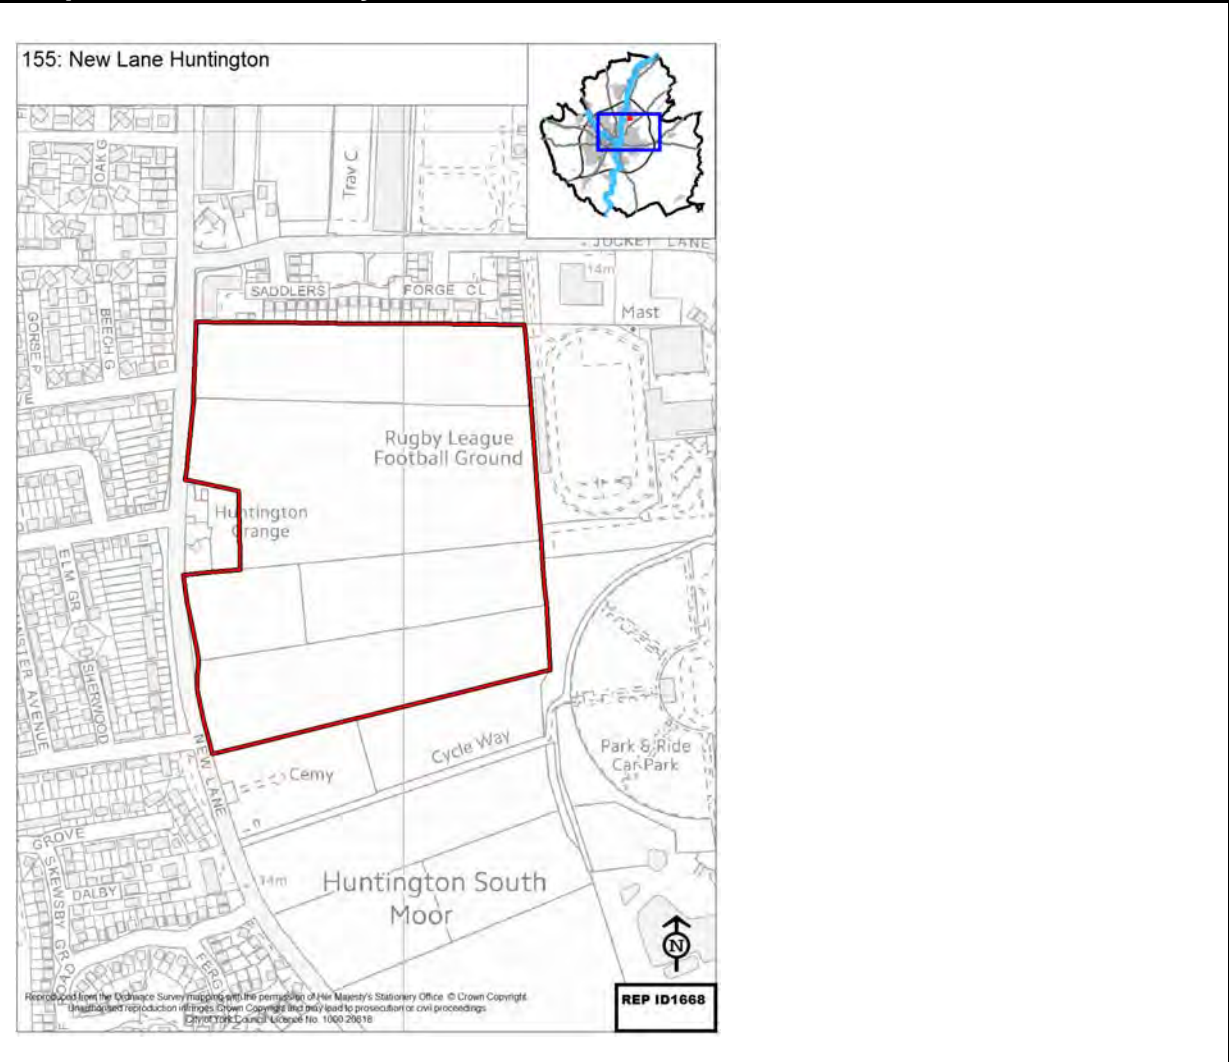 155: New Lane Huntington
OAK G
Trav C
JOCKEY LANE
14m
SADDLERS
FORGE CL
Mast
GORSE P
BEECH G
Rugby League
Football Ground
Huntington
Grange
ELM GR
SHERWOOD
AVENUE
NEW LANE
Cycle Way
Park & Ride
Car Park
Cemy
GROVE
SKEWSBY GR
DALBY
14m
Huntington South
Moor
N
Reproduced from the Ordnance Survey mapping with the permission of Her Majesty's Stationery Office. © Crown Copyright.
Unauthorised reproduction infringes Crown Copyright and may lead to prosecution or civil proceedings
City of York Council. Licence No. 1000 20818
REP ID1668